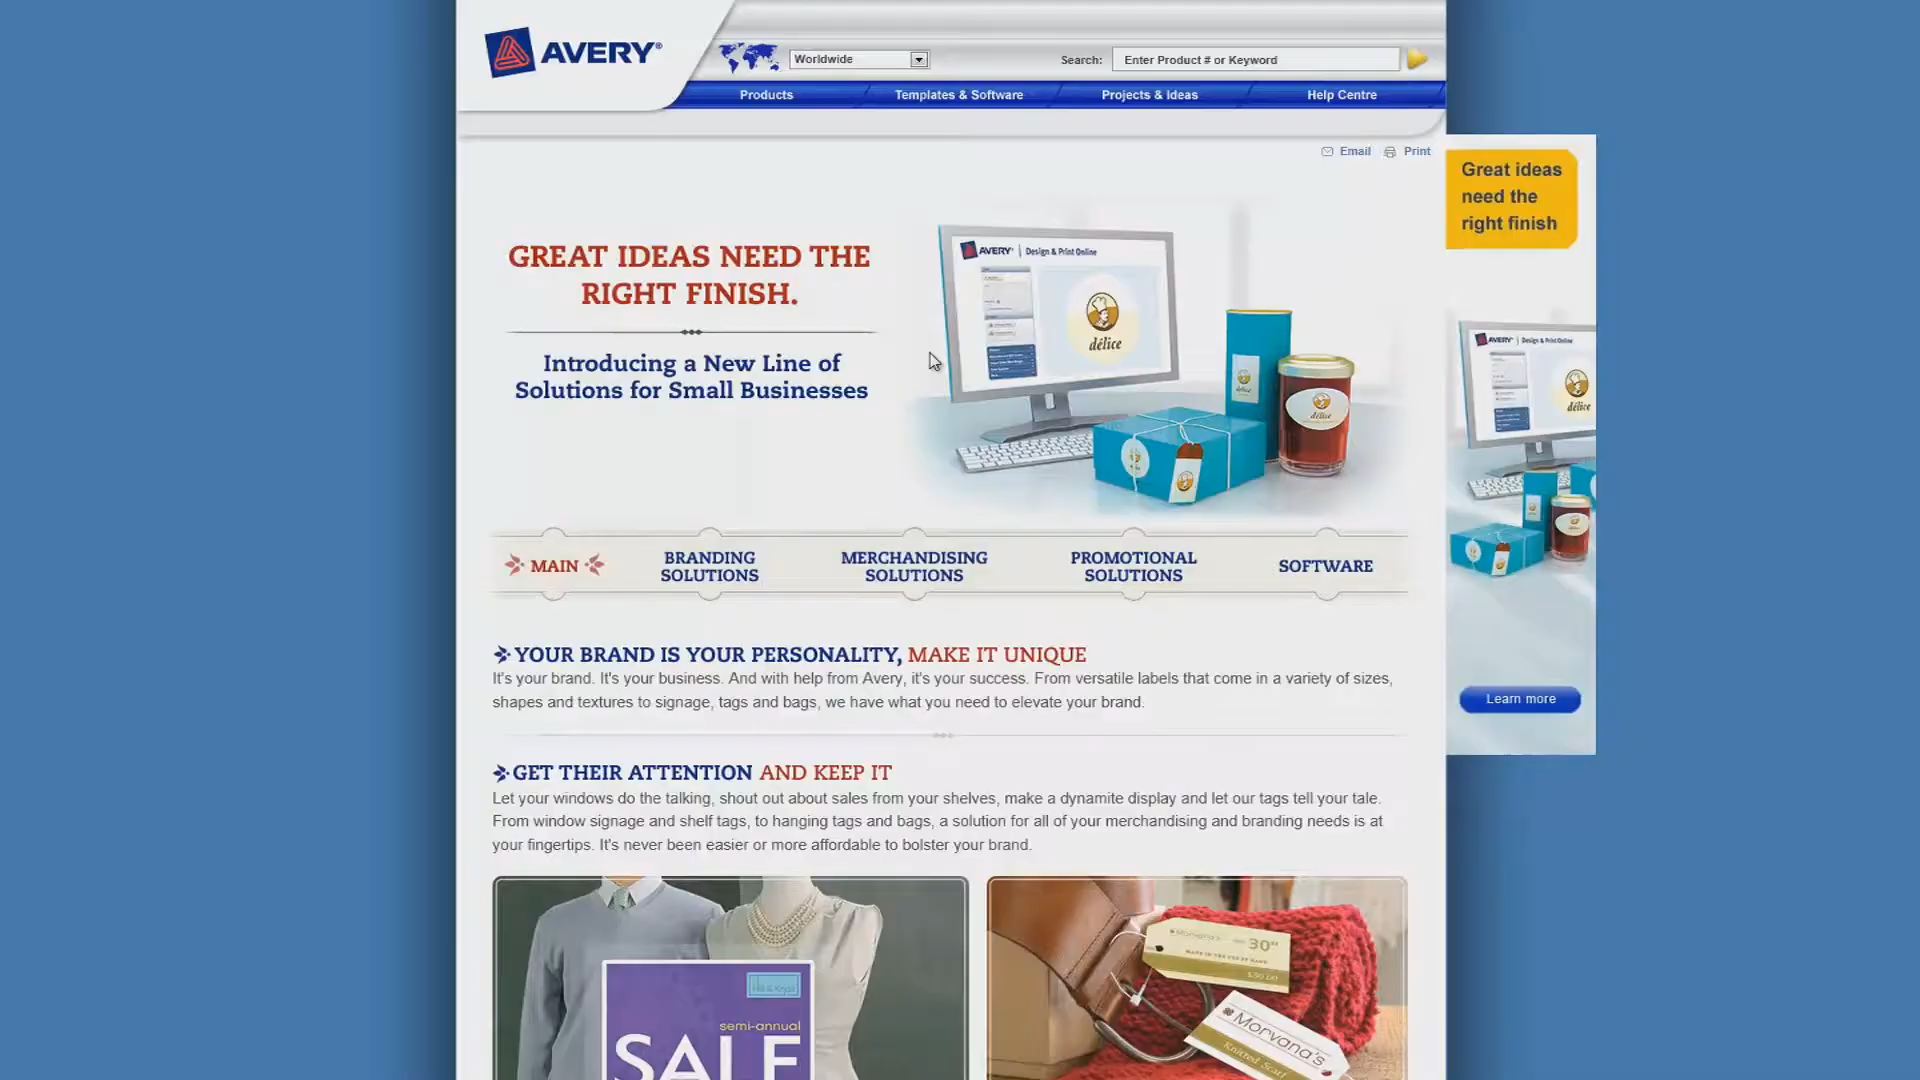 AVERY®
Worldwide
Search:
Enter Product # or Keyword
Products
Templates & Software
Projects & Ideas
Help Centre
Email
Print
Great ideas
need the
right finish
GREAT IDEAS NEED THE
RIGHT FINISH.
Introducing a New Line of
Solutions for Small Businesses
AVERY® | Design & Print Online
délice
délice
délice
AVERY® | Design & Print Online
délice
MAIN
BRANDING
SOLUTIONS
MERCHANDISING
SOLUTIONS
PROMOTIONAL
SOLUTIONS
SOFTWARE
YOUR BRAND IS YOUR PERSONALITY, MAKE IT UNIQUE
It's your brand. It's your business. And with help from Avery, it's your success. From versatile labels that come in a variety of sizes,
shapes and textures to signage, tags and bags, we have what you need to elevate your brand.
Learn more
GET THEIR ATTENTION AND KEEP IT
Let your windows do the talking, shout out about sales from your shelves, make a dynamite display and let our tags tell your tale.
From window signage and shelf tags, to hanging tags and bags, a solution for all of your merchandising and branding needs is at
your fingertips. It's never been easier or more affordable to bolster your brand.
semi-annual
SALE
Morvana's
30
$30.00
Morvana's
Knitted Scarf